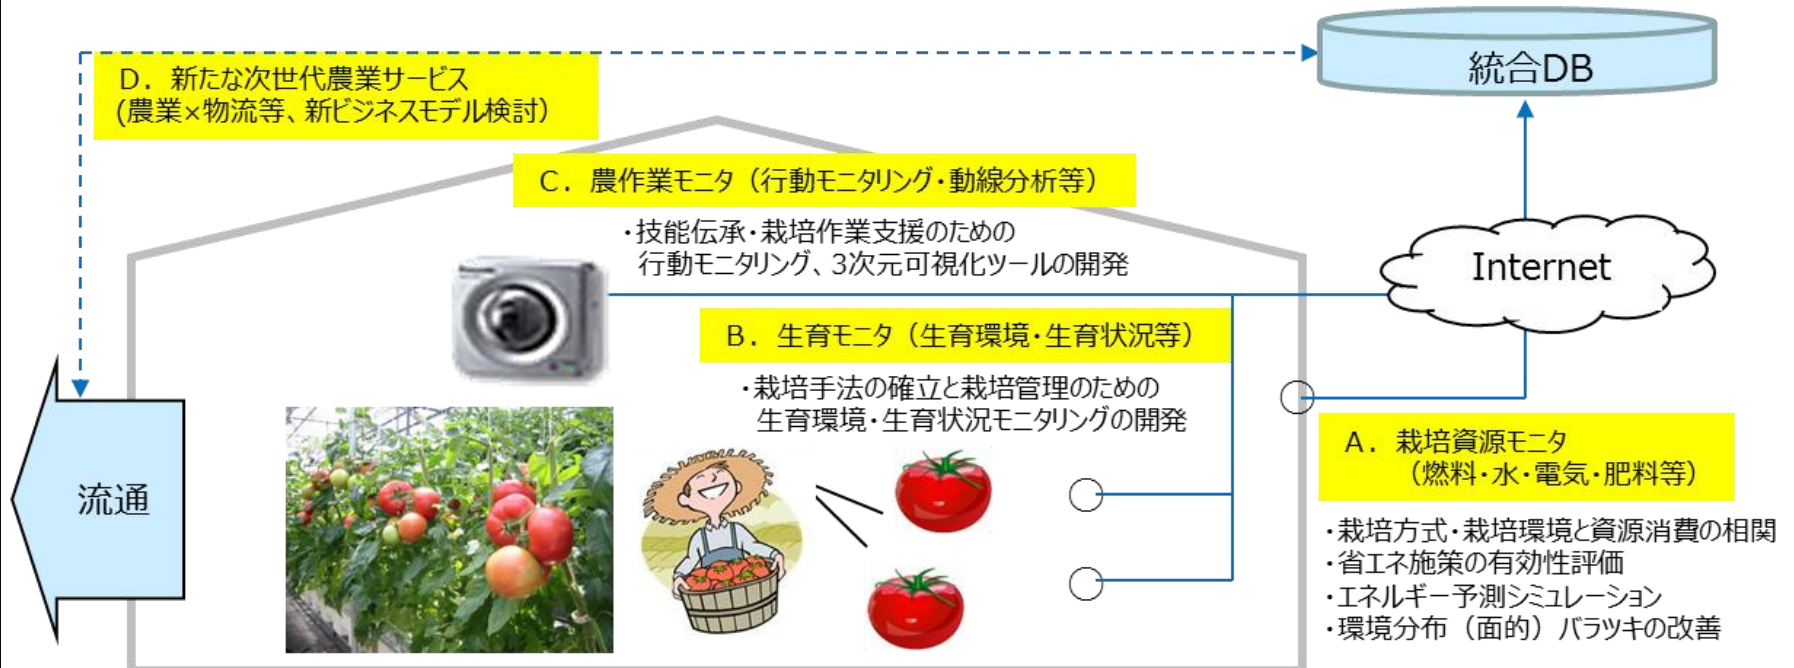 D．新たな次世代農業サービス
(農業×物流等、新ビジネスモデル検討)
統合DB
C．農作業モニタ（行動モニタリング・動線分析等）
・技能伝承・栽培作業支援のための
行動モニタリング、3次元可視化ツールの開発
Internet
B．生育モニタ（生育環境・生育状況等）
・栽培手法の確立と栽培管理のための
生育環境・生育状況モニタリングの開発
流通
A．栽培資源モニタ
（燃料・水・電気・肥料等）
・栽培方式・栽培環境と資源消費の相関
・省エネ施策の有効性評価
・エネルギー予測シミュレーション
・環境分布（面的）バラツキの改善